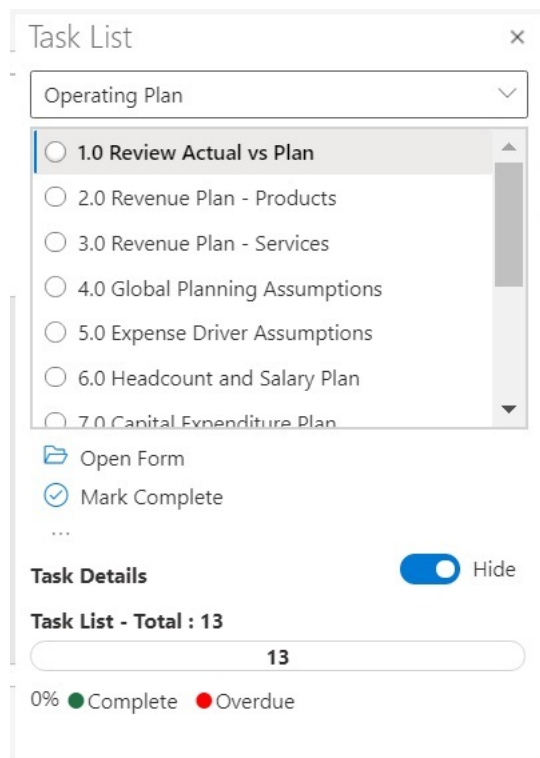 Task List
Operating Plan
1.0 Review Actual vs Plan
2.0 Revenue Plan - Products
3.0 Revenue Plan - Services
4.0 Global Planning Assumptions
5.0 Expense Driver Assumptions
6.0 Headcount and Salary Plan
7.0 Capital Expenditure Plan
Open Form
Mark Complete
...
Task Details Hide
Task List - Total : 13
13
0% Complete Overdue